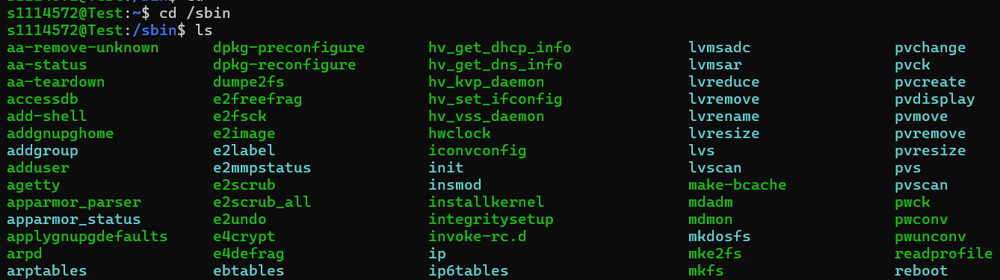 s1114572@Test:~$ cd /sbin
s1114572@Test:/sbin$ ls
aa-remove-unknown dpkg-preconfigure hv_get_dhcp_info lvmsadc pvchange
aa-status dpkg-reconfigure hv_get_dns_info lvmsar pvck
aa-teardown dumpe2fs hv_kvp_daemon lvreduce pvcreate
accessdb e2freefrag hv_set_ifconfig lvremove pvdisplay
add-shell e2fsck hv_vss_daemon lvrename pvmove
addgnupghome e2image hwclock lvresize pvremove
addgroup e2label iconvconfig lvs pvresize
adduser e2mmpstatus init lvscan pvs
agetty e2scrub insmod make-bcache pvscan
apparmor_parser e2scrub_all installkernel mdadm pwck
apparmor_status e2undo integritysetup mdmon pwconv
applygnupgdefaults e4crypt invoke-rc.d mkdosfs pwunconv
arpd e4defrag ip mke2fs readprofile
arptables ebtables ip6tables mkfs reboot